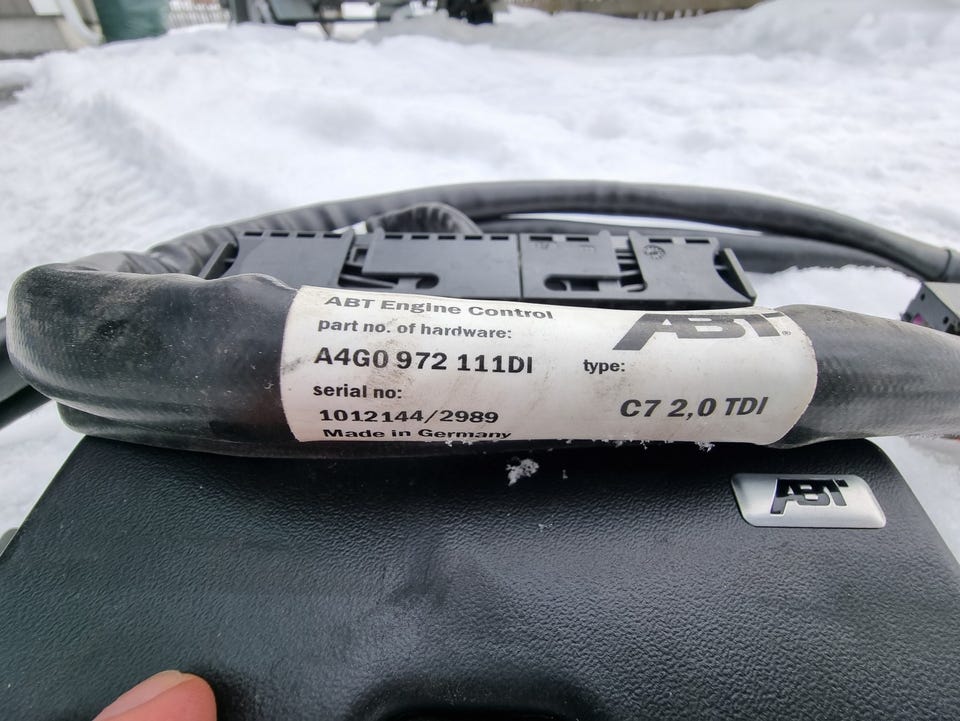 ABT Engine Control
part no. of hardware:
A4G0 972 111DI
serial no:
1012144/2989
Made in Germany
ABT®
type:
C7 2,0 TDI
ABT